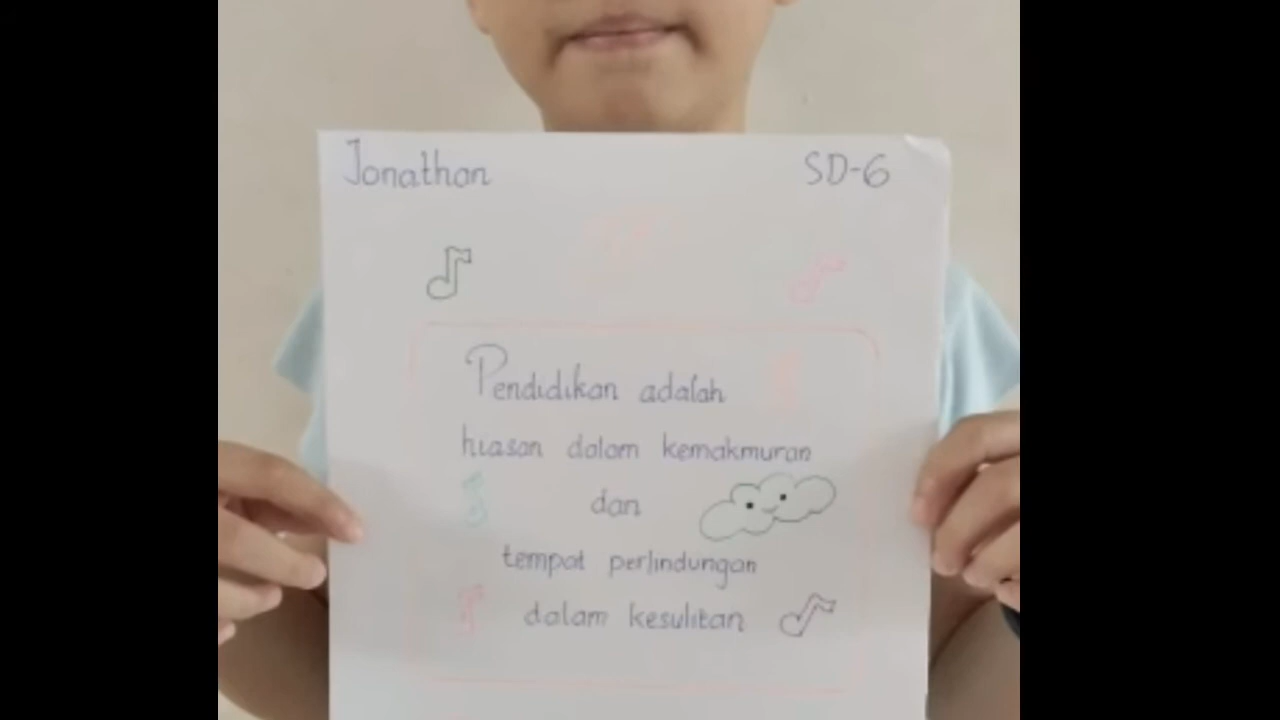 Jonathan SD-6
Pendidikan adalah
hiasan dalam kemakmuran
dan
tempat perlindungan
dalam kesulitan